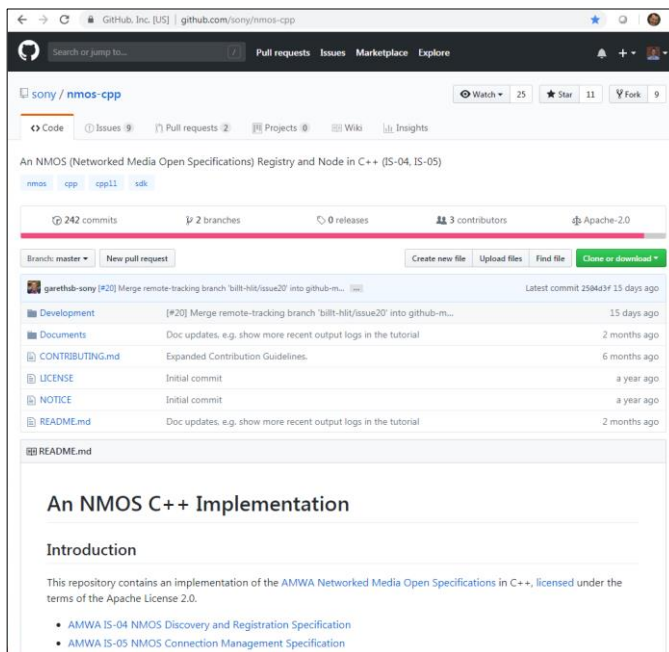 GitHub, Inc. [US] | github.com/sony/nmos-cpp
Search or jump to... / Pull requests Issues Marketplace Explore
sony / nmos-cpp Watch 25 Star 11 Fork 9
Code Issues 9 Pull requests 2 Projects 0 Wiki Insights
An NMOS (Networked Media Open Specifications) Registry and Node in C++ (IS-04, IS-05)
nmos cpp cpp11 sdk
242 commits 2 branches 0 releases 3 contributors Apache-2.0
Branch: master New pull request Create new file Upload files Find file Clone or download
garethsb-sony [#20] Merge remote-tracking branch 'billt-hlit/issue20' into github-m... Latest commit 2504d3f 15 days ago
Development [#20] Merge remote-tracking branch 'billt-hlit/issue20' into github-m... 15 days ago
Documents Doc updates, e.g. show more recent output logs in the tutorial 2 months ago
CONTRIBUTING.md Expanded Contribution Guidelines. 6 months ago
LICENSE Initial commit a year ago
NOTICE Initial commit a year ago
README.md Doc updates, e.g. show more recent output logs in the tutorial 2 months ago
README.md
An NMOS C++ Implementation
Introduction
This repository contains an implementation of the AMWA Networked Media Open Specifications in C++, licensed under the
terms of the Apache License 2.0.
• AMWA IS-04 NMOS Discovery and Registration Specification
• AMWA IS-05 NMOS Connection Management Specification